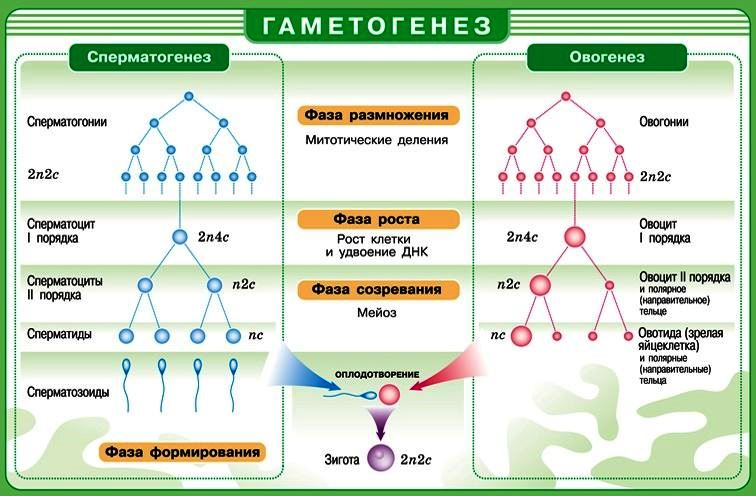 ГАМЕТОГЕНЕЗ
Сперматогенез
Овогенез
Фаза размножения
Митотические деления
Сперматогонии
Овогонии
2n2c
2n2c
Сперматоцит
I порядка
2n4c
Фаза роста
Рост клетки
и удвоение ДНК
2n4c
Овоцит
I порядка
Сперматоциты
II порядка
n2c
Фаза созревания
Мейоз
n2c
Овоцит II порядка
и полярное
(направительное)
тельце
Сперматиды
nc
nc
Овотида (зрелая
яйцеклетка)
и полярные
(направительные)
тельца
Сперматозоиды
ОПЛОДОТВОРЕНИЕ
Фаза формирования
Зигота
2n2c